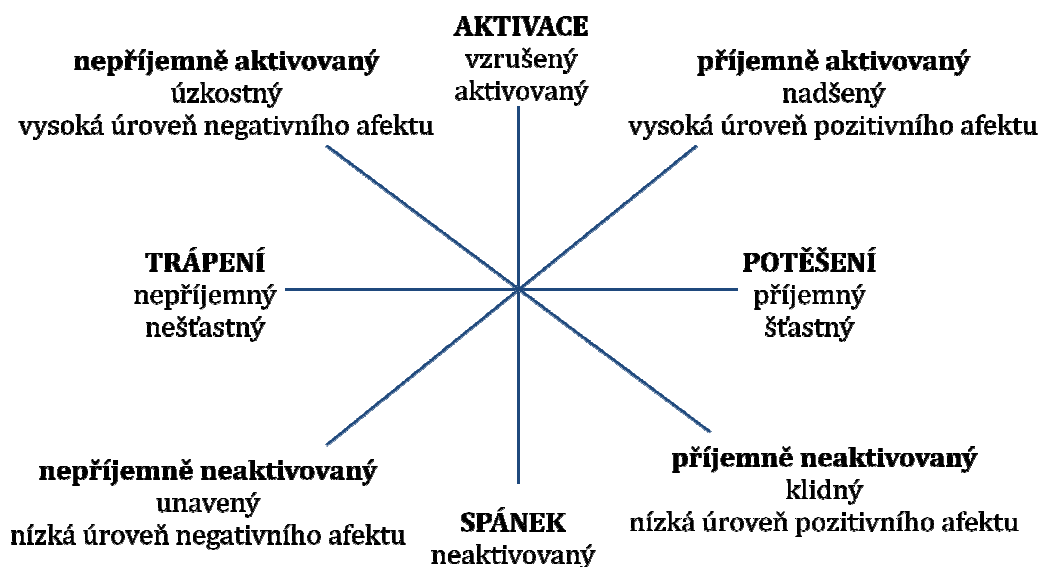 AKTIVACE
vzrušený
aktivovaný
nepříjemně aktivovaný
úzkostný
vysoká úroveň negativního afektu
příjemně aktivovaný
nadšený
vysoká úroveň pozitivního afektu
TRÁPENÍ
nepříjemný
nešťastný
POTĚŠENÍ
příjemný
šťastný
nepříjemně neaktivovaný
unavený
nízká úroveň negativního afektu
SPÁNEK
neaktivovaný
příjemně neaktivovaný
klidný
nízká úroveň pozitivního afektu